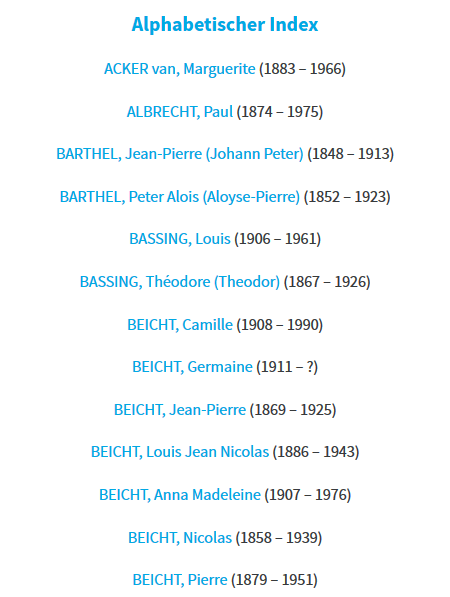 Alphabetischer Index
ACKER van, Marguerite (1883 – 1966)
ALBRECHT, Paul (1874 – 1975)
BARTHEL, Jean-Pierre (Johann Peter) (1848 – 1913)
BARTHEL, Peter Alois (Aloyse-Pierre) (1852 – 1923)
BASSING, Louis (1906 – 1961)
BASSING, Théodore (Theodor) (1867 – 1926)
BEICHT, Camille (1908 – 1990)
BEICHT, Germaine (1911 – ?)
BEICHT, Jean-Pierre (1869 – 1925)
BEICHT, Louis Jean Nicolas (1886 – 1943)
BEICHT, Anna Madeleine (1907 – 1976)
BEICHT, Nicolas (1858 – 1939)
BEICHT, Pierre (1879 – 1951)